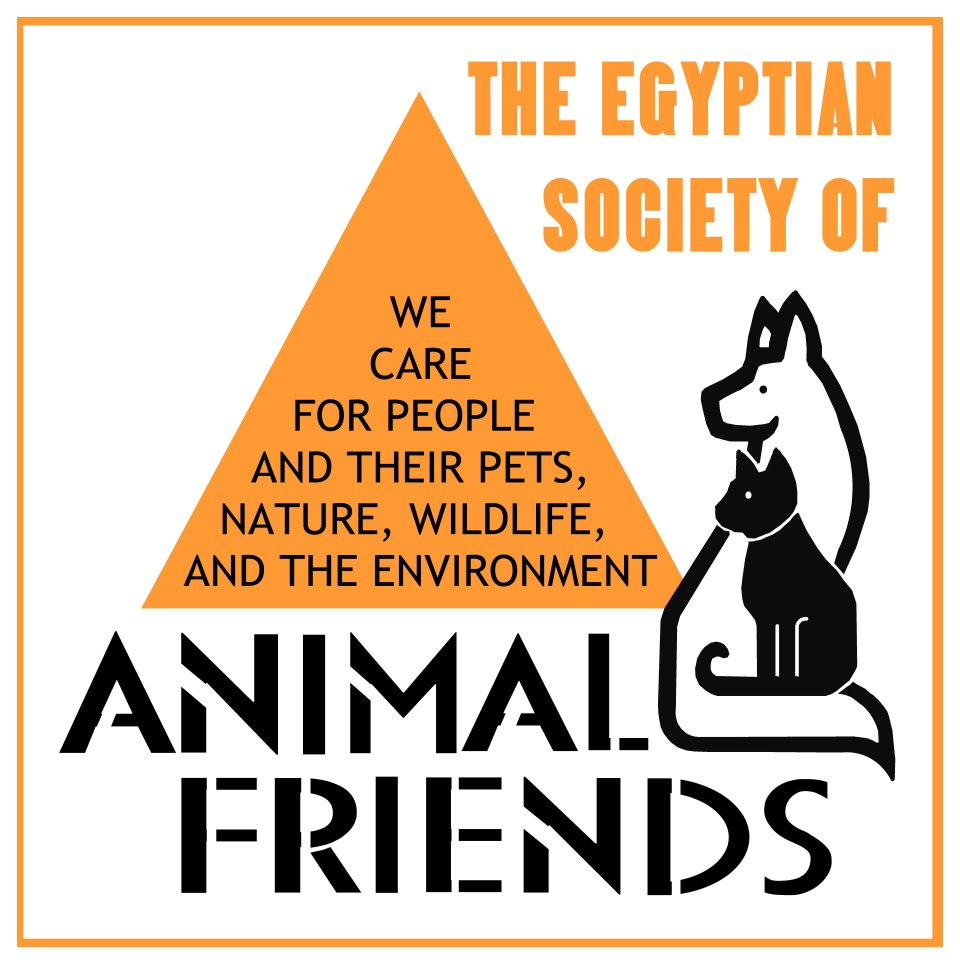 THE EGYPTIAN
SOCIETY OF
WE
CARE
FOR PEOPLE
AND THEIR PETS,
NATURE, WILDLIFE,
AND THE ENVIRONMENT
ANIMAL
FRIENDS